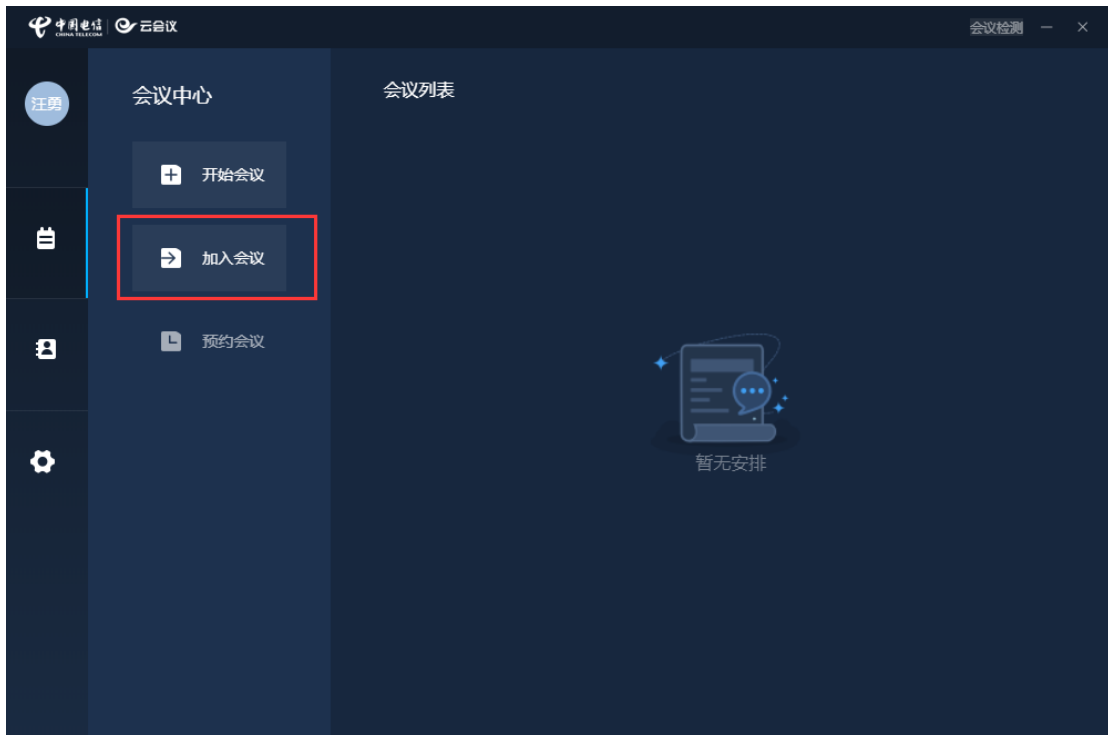 中国电信
CHINA TELECOM
云会议
会议检测
汪勇
会议中心
开始会议
加入会议
预约会议
会议列表
暂无安排